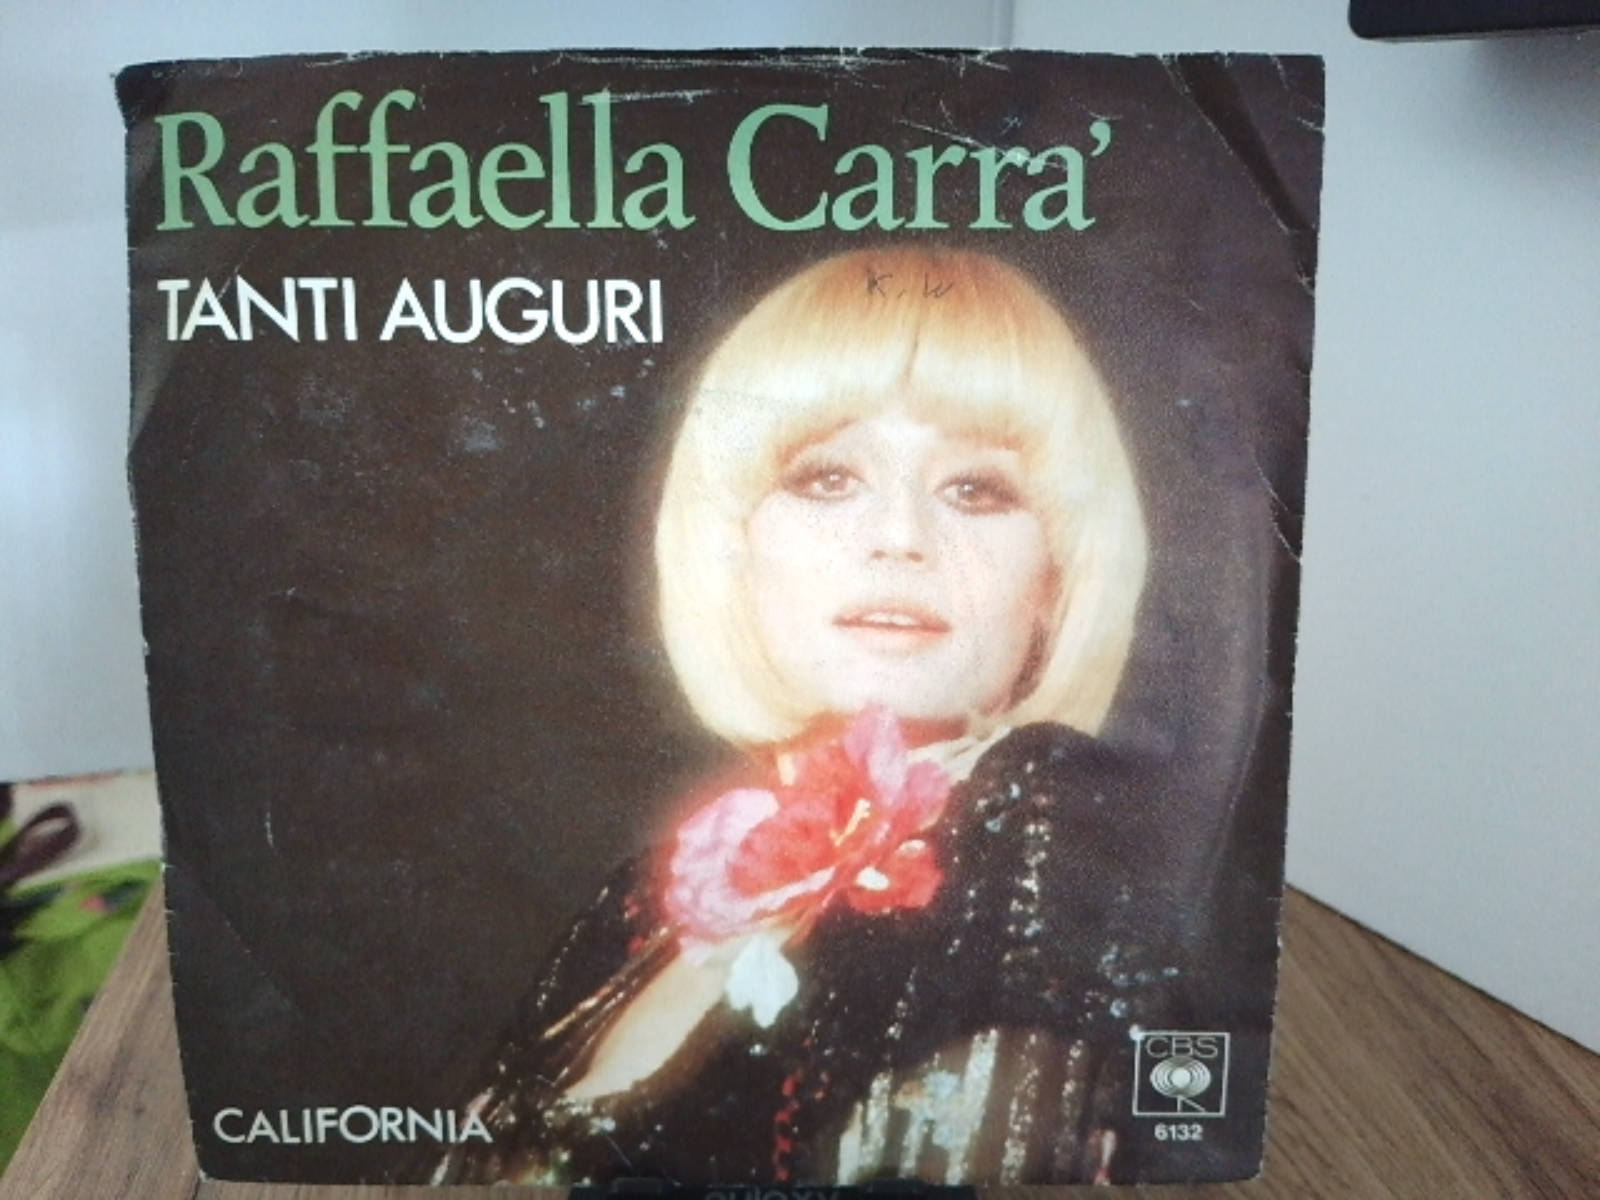 Raffaella Carra'
TANTI AUGURI
K. W
CALIFORNIA
CBS
6132